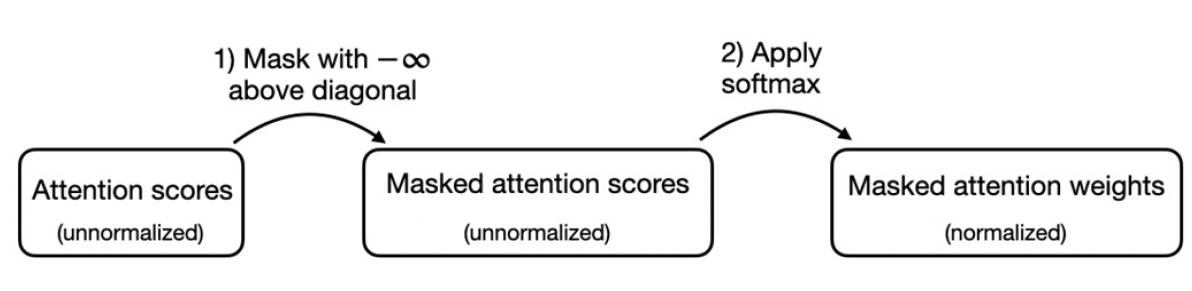 1) Mask with −∞
above diagonal
2) Apply
softmax
Attention scores
(unnormalized)
Masked attention scores
(unnormalized)
Masked attention weights
(normalized)